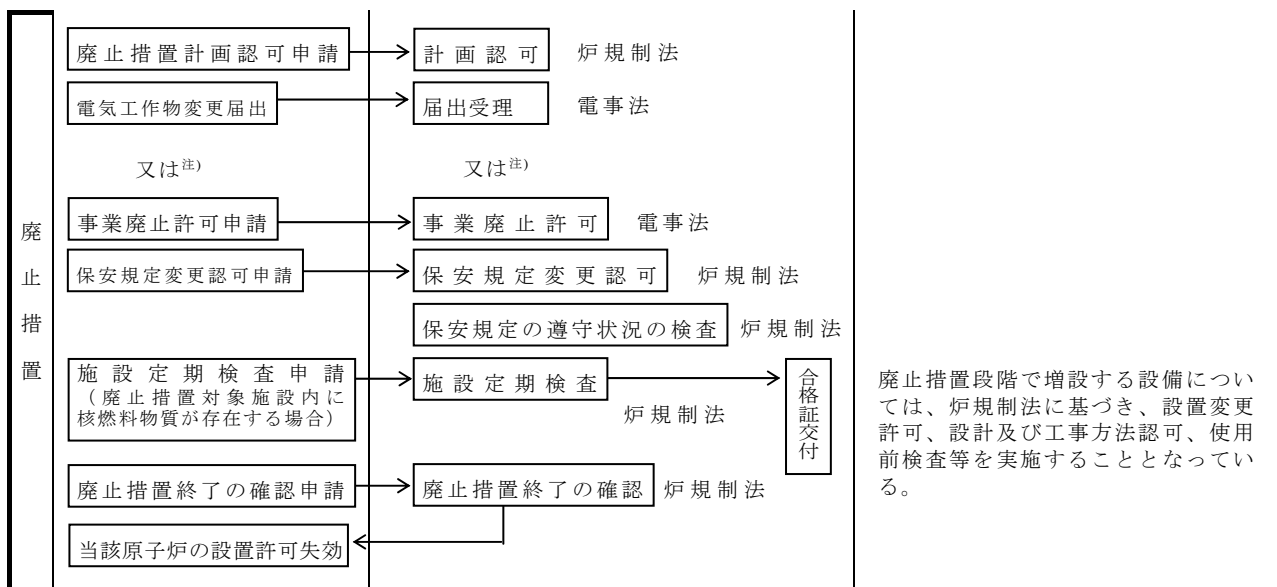 廃止措置
廃止措置計画認可申請 計画認可 炉規制法
電気工作物変更届出 届出受理 電事法
又は注) 又は注)
事業廃止許可申請 事業廃止許可 電事法
保安規定変更認可申請 保安規定変更認可 炉規制法
保安規定の遵守状況の検査 炉規制法
施設定期検査申請
(廃止措置対象施設内に
核燃料物質が存在する場合)
施設定期検査
炉規制法
合格証交付
廃止措置段階で増設する設備につい
ては、炉規制法に基づき、設置変更
許可、設計及び工事方法認可、使用
前検査等を実施することとなってい
る。
廃止措置終了の確認申請 廃止措置終了の確認 炉規制法
当該原子炉の設置許可失効